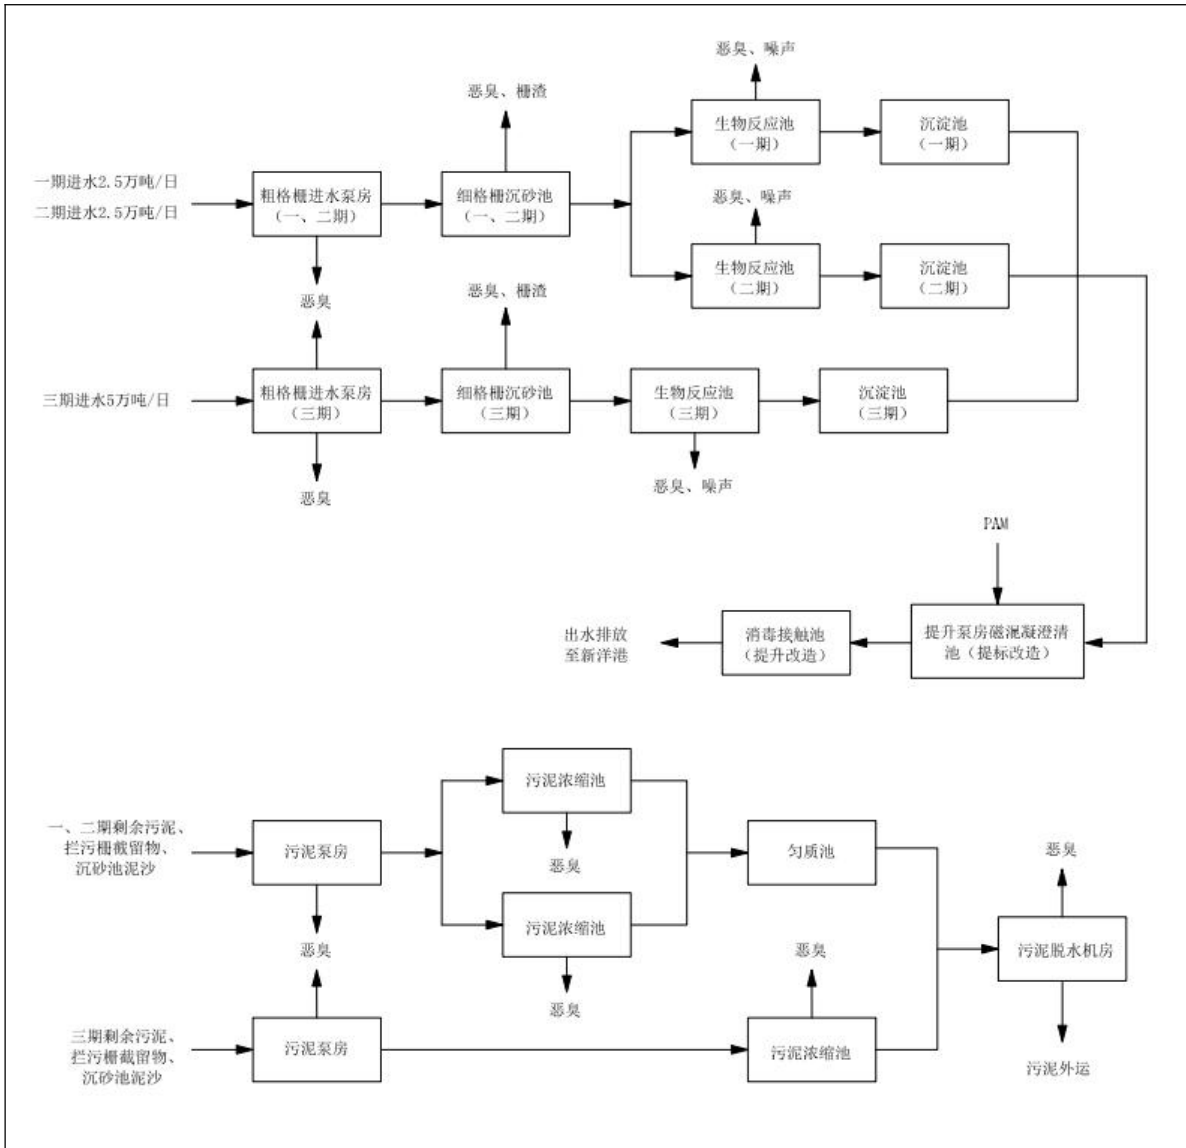 恶臭、噪声
恶臭、栅渣
生物反应池
（一期）
沉淀池
（一期）
一期进水2.5万吨/日
二期进水2.5万吨/日
粗格栅进水泵房
（一、二期）
细格栅沉砂池
（一、二期）
恶臭、噪声
生物反应池
（二期）
沉淀池
（二期）
恶臭
恶臭、栅渣
三期进水5万吨/日
粗格栅进水泵房
（三期）
细格栅沉砂池
（三期）
生物反应池
（三期）
沉淀池
（三期）
恶臭
恶臭、噪声
PAM
出水排放
至新洋港
消毒接触池
（提升改造）
提升泵房磁混凝澄清
池（提标改造）
一、二期剩余污泥、
拦污栅截留物、
沉砂池泥沙
污泥泵房
污泥浓缩池
恶臭
污泥浓缩池
恶臭
匀质池
恶臭
恶臭
污泥脱水机房
污泥外运
三期剩余污泥、
拦污栅截留物、
沉砂池泥沙
污泥泵房
恶臭
污泥浓缩池